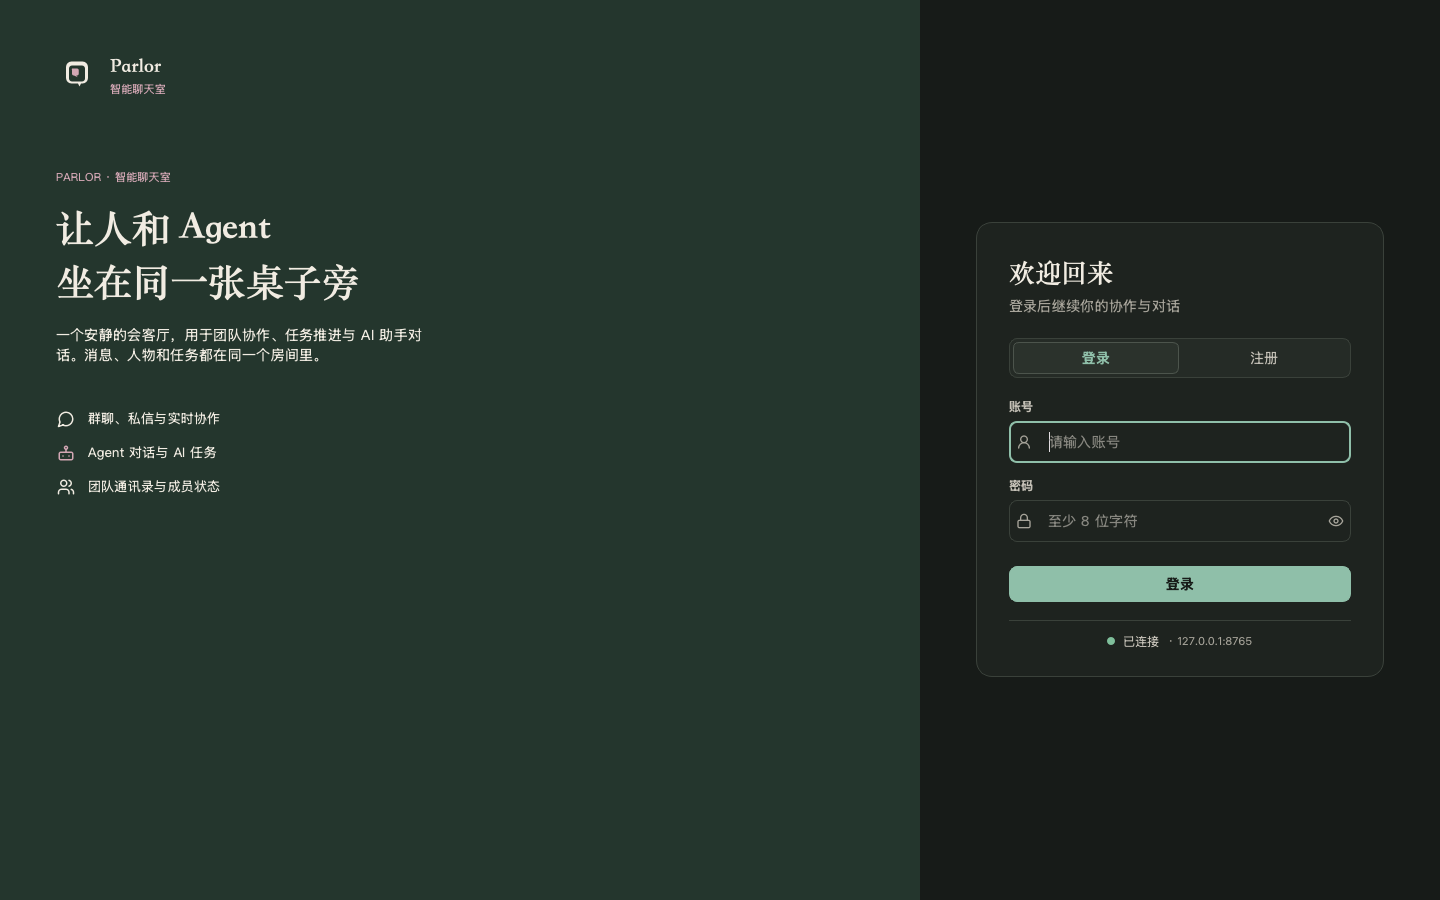 Parlor
智能聊天室
PARLOR · 智能聊天室
让人和 Agent
坐在同一张桌子旁
一个安静的会客厅，用于团队协作、任务推进与 AI 助手对
话。消息、人物和任务都在同一个房间里。
群聊、私信与实时协作
Agent 对话与 AI 任务
团队通讯录与成员状态
欢迎回来
登录后继续你的协作与对话
登录 注册
账号
请输入账号
密码
至少 8 位字符
登录
已连接 · 127.0.0.1:8765